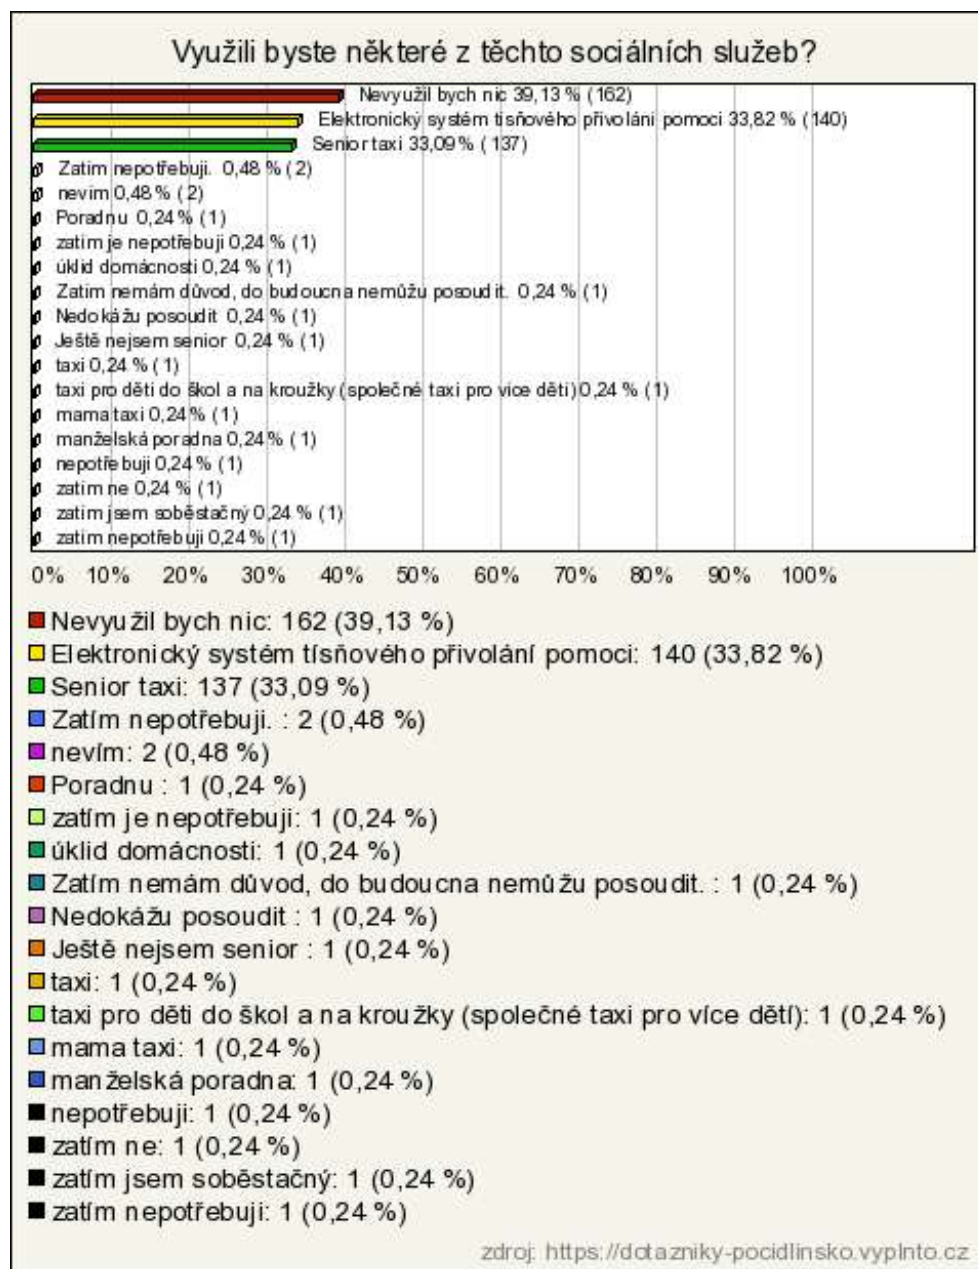 Využili byste některé z těchto sociálních služeb?
Nevyužil bych nic 39,13 % (162)
Elektronický systém tísňového přivolání pomoci 33,82 % (140)
Senior taxi 33,09 % (137)
Zatím nepotřebuji. 0,48 % (2)
nevím 0,48 % (2)
Poradnu 0,24 % (1)
zatím je nepotřebuji 0,24 % (1)
úklid domácnosti 0,24 % (1)
Zatím nemám důvod, do budoucna nemůžu posoudit. 0,24 % (1)
Nedokážu posoudit 0,24 % (1)
Ještě nejsem senior 0,24 % (1)
taxi 0,24 % (1)
taxi pro děti do škol a na kroužky (společné taxi pro více dětí) 0,24 % (1)
mama taxi 0,24 % (1)
manželská poradna 0,24 % (1)
nepotřebuji 0,24 % (1)
zatím ne 0,24 % (1)
zatím jsem soběstačný 0,24 % (1)
zatím nepotřebuji 0,24 % (1)
0% 10% 20% 30% 40% 50% 60% 70% 80% 90% 100%
Nevyužil bych nic: 162 (39,13 %)
Elektronický systém tísňového přivolání pomoci: 140 (33,82 %)
Senior taxi: 137 (33,09 %)
Zatím nepotřebuji. : 2 (0,48 %)
nevím: 2 (0,48 %)
Poradnu : 1 (0,24 %)
zatím je nepotřebuji: 1 (0,24 %)
úklid domácnosti: 1 (0,24 %)
Zatím nemám důvod, do budoucna nemůžu posoudit. : 1 (0,24 %)
Nedokážu posoudit : 1 (0,24 %)
Ještě nejsem senior : 1 (0,24 %)
taxi: 1 (0,24 %)
taxi pro děti do škol a na kroužky (společné taxi pro více dětí): 1 (0,24 %)
mama taxi: 1 (0,24 %)
manželská poradna: 1 (0,24 %)
nepotřebuji: 1 (0,24 %)
zatím ne: 1 (0,24 %)
zatím jsem soběstačný: 1 (0,24 %)
zatím nepotřebuji: 1 (0,24 %)
zdroj: https://dotazniky-pocidlinsko.vyplnto.cz